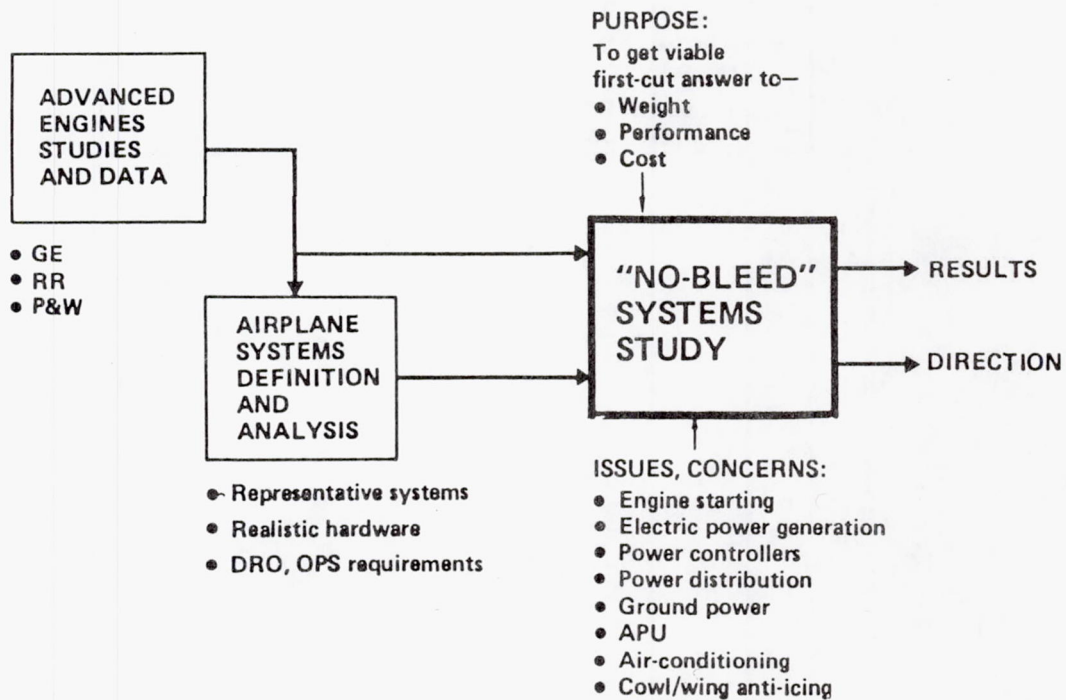 ADVANCED
ENGINES
STUDIES
AND DATA
• GE
• RR
• P&W
AIRPLANE
SYSTEMS
DEFINITION
AND
ANALYSIS
• Representative systems
• Realistic hardware
• DRO, OPS requirements
PURPOSE:
To get viable
first-cut answer to—
• Weight
• Performance
• Cost
“NO-BLEED”
SYSTEMS
STUDY
RESULTS
DIRECTION
ISSUES, CONCERNS:
• Engine starting
• Electric power generation
• Power controllers
• Power distribution
• Ground power
• APU
• Air-conditioning
• Cowl/wing anti-icing